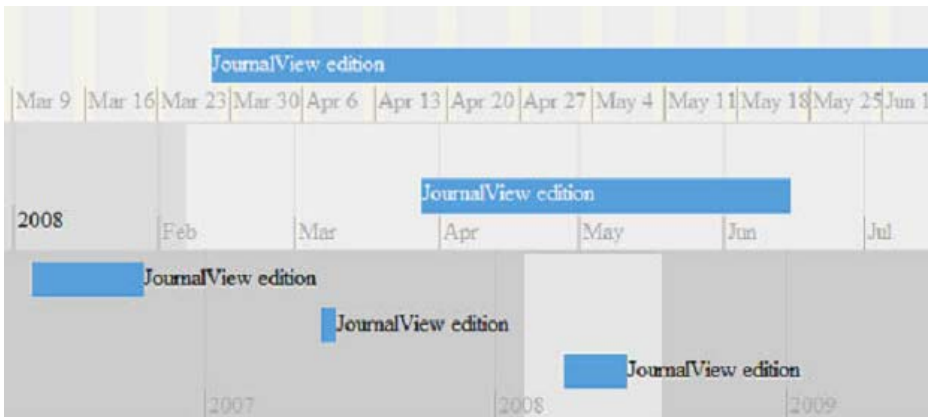 JournalView edition
Mar 9 Mar 16 Mar 23 Mar 30 Apr 6 Apr 13 Apr 20 Apr 27 May 4 May 11 May 18 May 25 Jun 1
JournalView edition
2008 Feb Mar Apr May Jun Jul
JournalView edition
JournalView edition
JournalView edition
2007 2008 2009